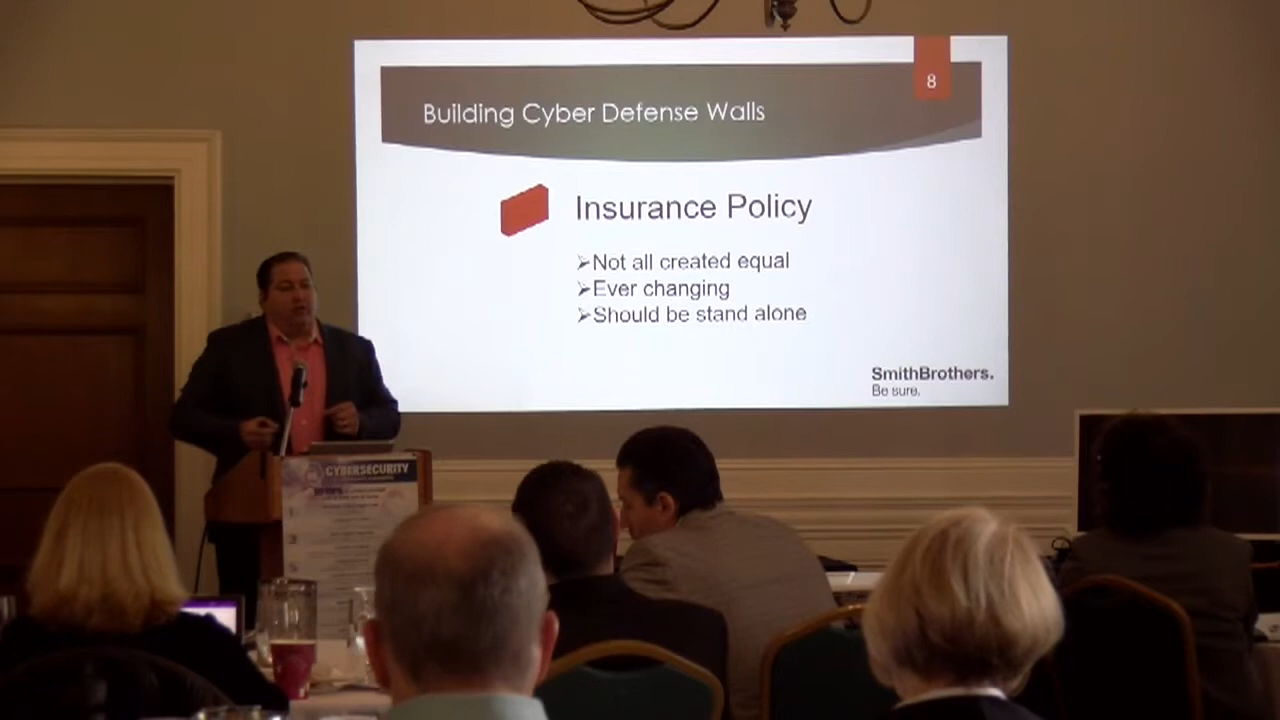 8
Building Cyber Defense Walls
Insurance Policy
➢Not all created equal
➢Ever changing
➢Should be stand alone
SmithBrothers.
Be sure.
CYBERSECURITY